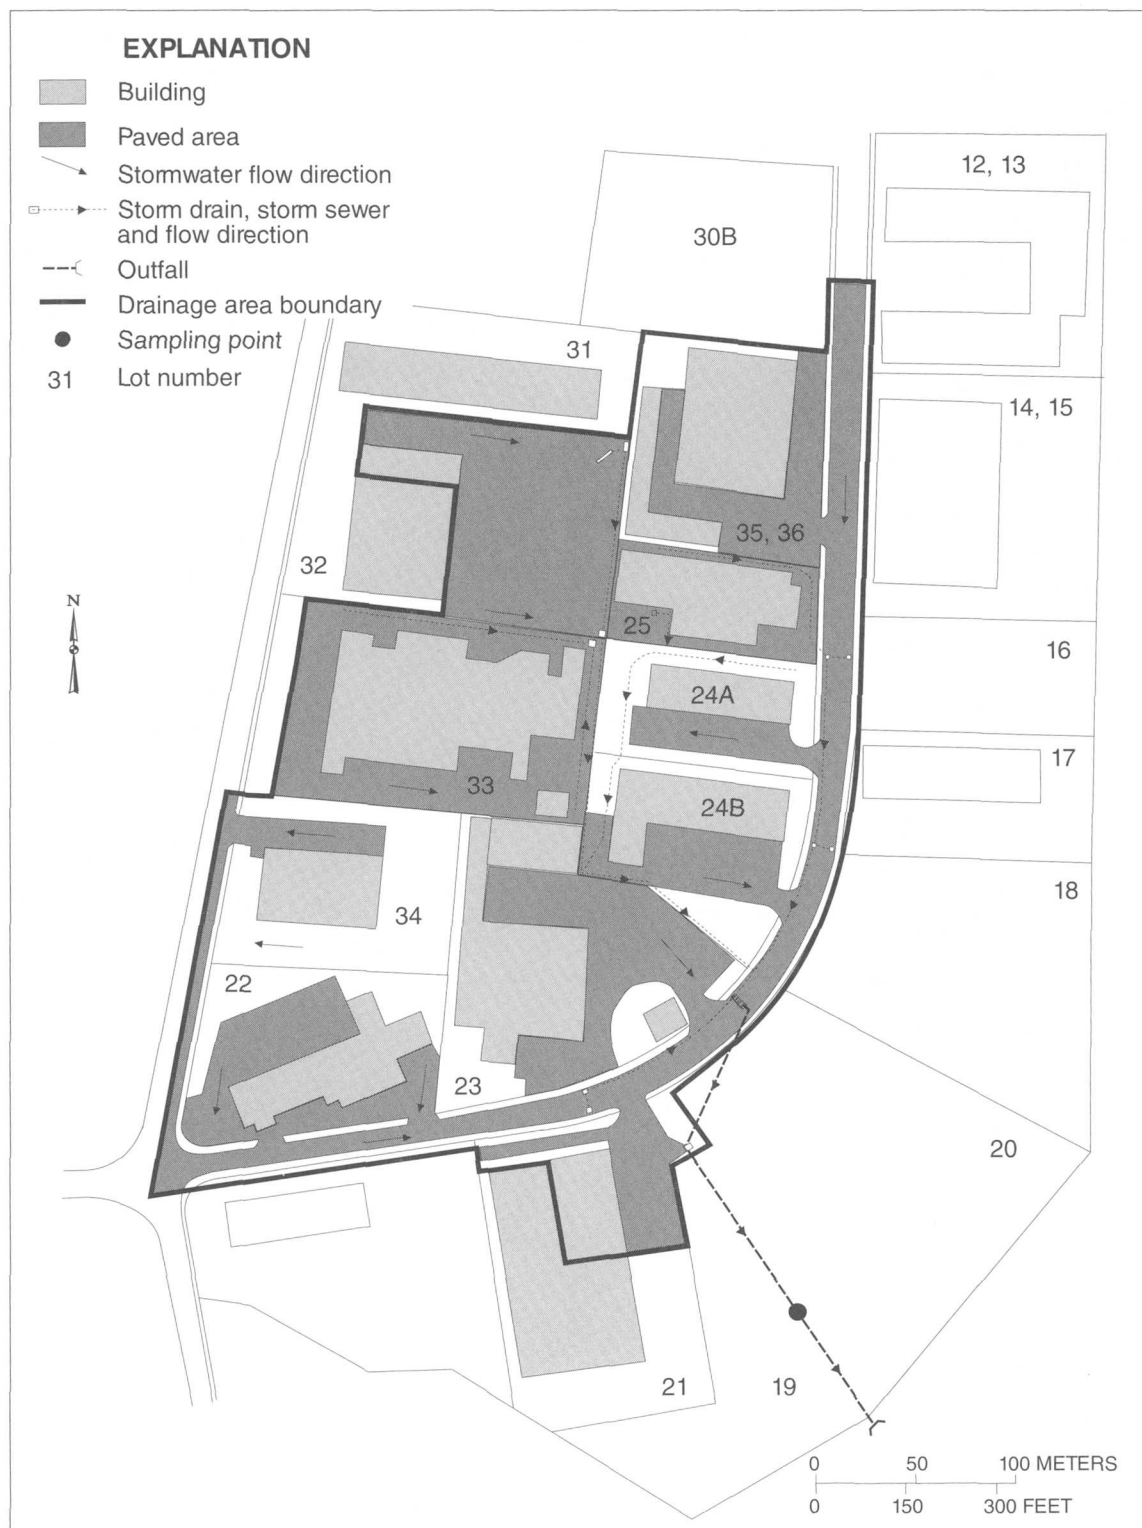 EXPLANATION
Building
Paved area
Stormwater flow direction
Storm drain, storm sewer
and flow direction
Outfall
Drainage area boundary
Sampling point
31 Lot number
12, 13
30B
31
14, 15
35, 36
32
N
25
16
24A
17
33
24B
18
34
22
23
20
21
19
0 50 100 METERS
0 150 300 FEET